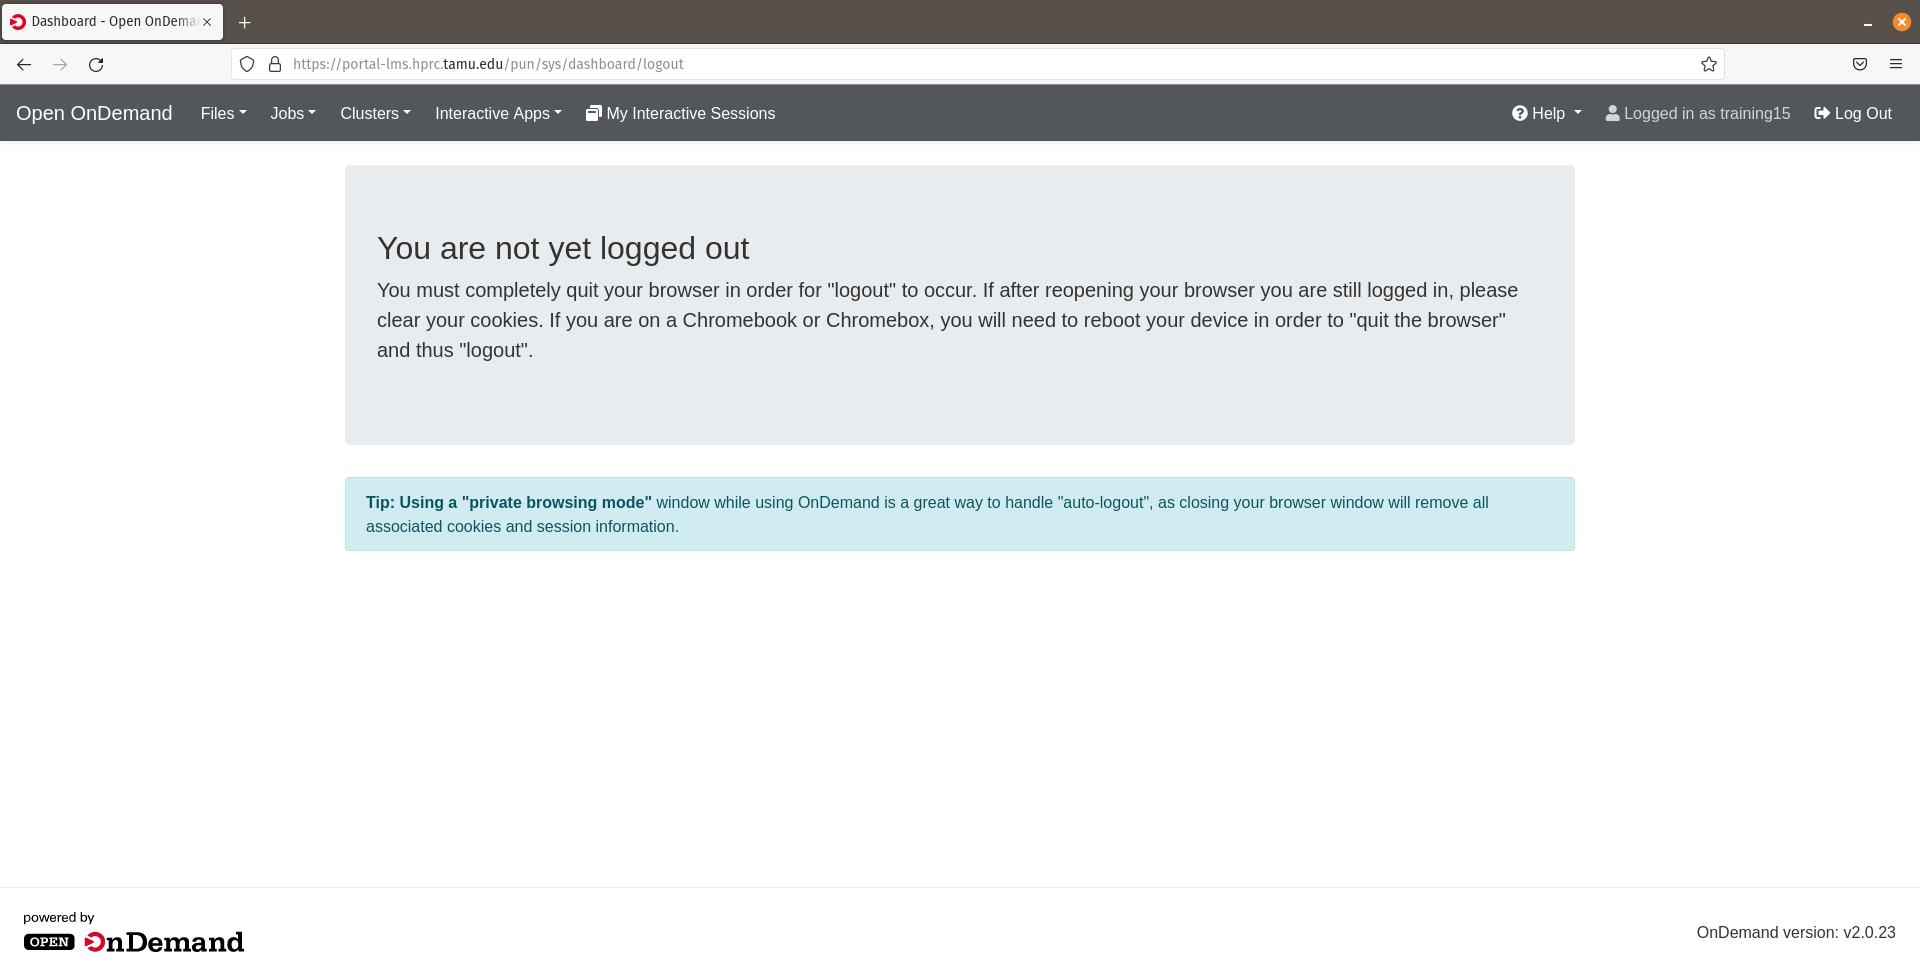 Dashboard - Open OnDema
https://portal-lms.hprc.tamu.edu/pun/sys/dashboard/logout
Open OnDemand Files Jobs Clusters Interactive Apps My Interactive Sessions Help Logged in as training15 Log Out
You are not yet logged out
You must completely quit your browser in order for "logout" to occur. If after reopening your browser you are still logged in, please
clear your cookies. If you are on a Chromebook or Chromebox, you will need to reboot your device in order to "quit the browser"
and thus "logout".
Tip: Using a "private browsing mode" window while using OnDemand is a great way to handle "auto-logout", as closing your browser window will remove all
associated cookies and session information.
powered by
OPEN OnDemand
OnDemand version: v2.0.23